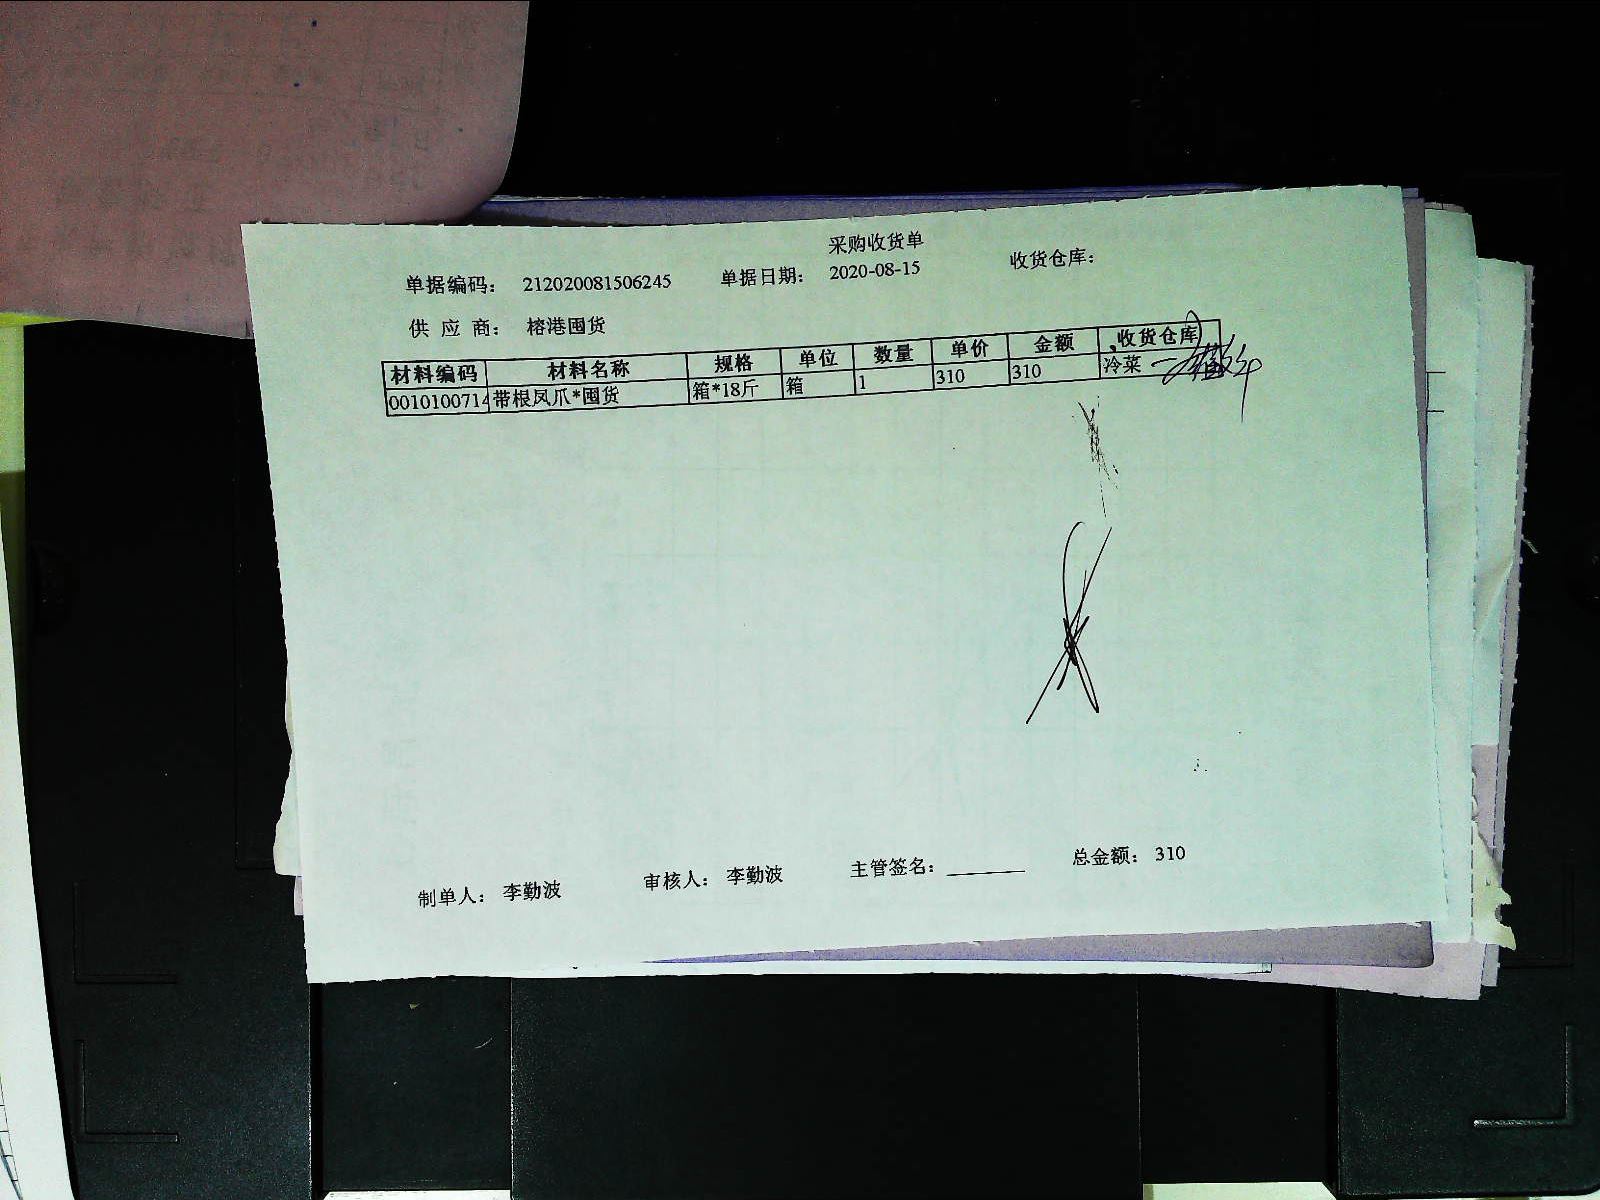 采购收货单
单据编码： 212020081506245 单据日期： 2020-08-15 收货仓库：
供 应 商： 榕港囤货
材料编码 材料名称 规格 单位 数量 单价 金额 收货仓库
0010100714 带根凤爪*囤货 箱*18斤 箱 1 310 310 冷菜
制单人： 李勤波 审核人： 李勤波 主管签名：_______ 总金额： 310